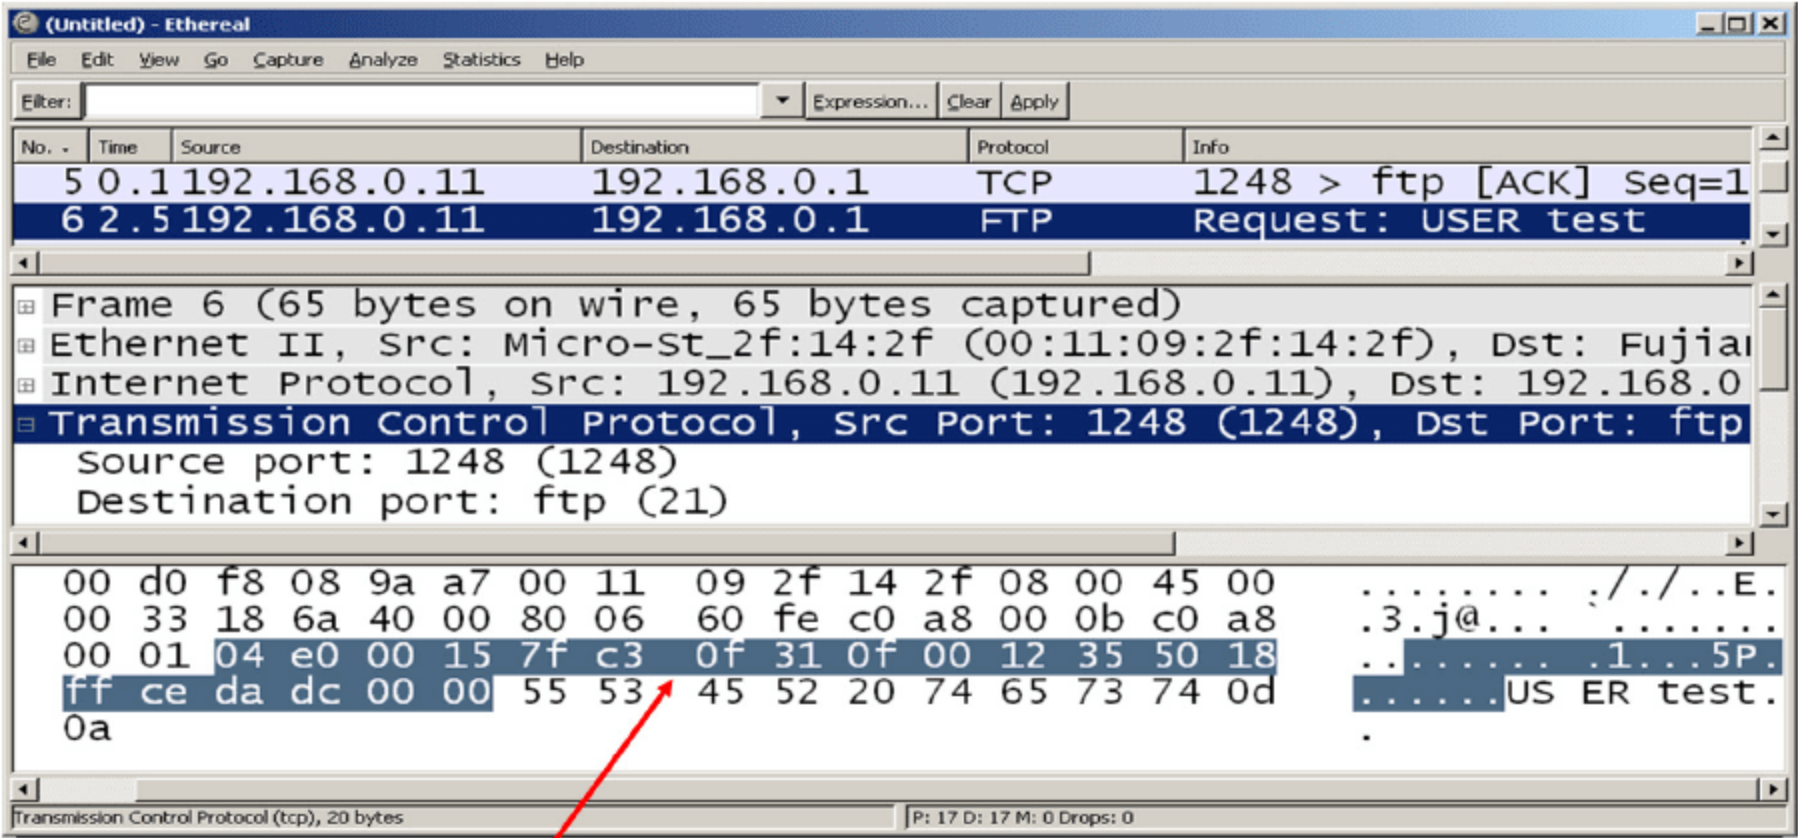 (Untitled) - Ethereal
File Edit View Go Capture Analyze Statistics Help
Filter: Expression... Clear Apply
No. - Time Source Destination Protocol Info
5 0.1 192.168.0.11 192.168.0.1 TCP 1248 > ftp [ACK] Seq=1
6 2.5 192.168.0.11 192.168.0.1 FTP Request: USER test
Frame 6 (65 bytes on wire, 65 bytes captured)
Ethernet II, Src: Micro-St_2f:14:2f (00:11:09:2f:14:2f), Dst: Fujia
Internet Protocol, Src: 192.168.0.11 (192.168.0.11), Dst: 192.168.0
Transmission Control Protocol, Src Port: 1248 (1248), Dst Port: ftp
Source port: 1248 (1248)
Destination port: ftp (21)
00 d0 f8 08 9a a7 00 11 09 2f 14 2f 08 00 45 00 ........ ././..E.
00 33 18 6a 40 00 80 06 60 fe c0 a8 00 0b c0 a8 .3.j@... `.......
00 01 04 e0 00 15 7f c3 0f 31 0f 00 12 35 50 18 ........ .1...5P.
ff ce da dc 00 00 55 53 45 52 20 74 65 73 74 0d ......US ER test.
0a .
Transmission Control Protocol (tcp), 20 bytes P: 17 D: 17 M: 0 Drops: 0